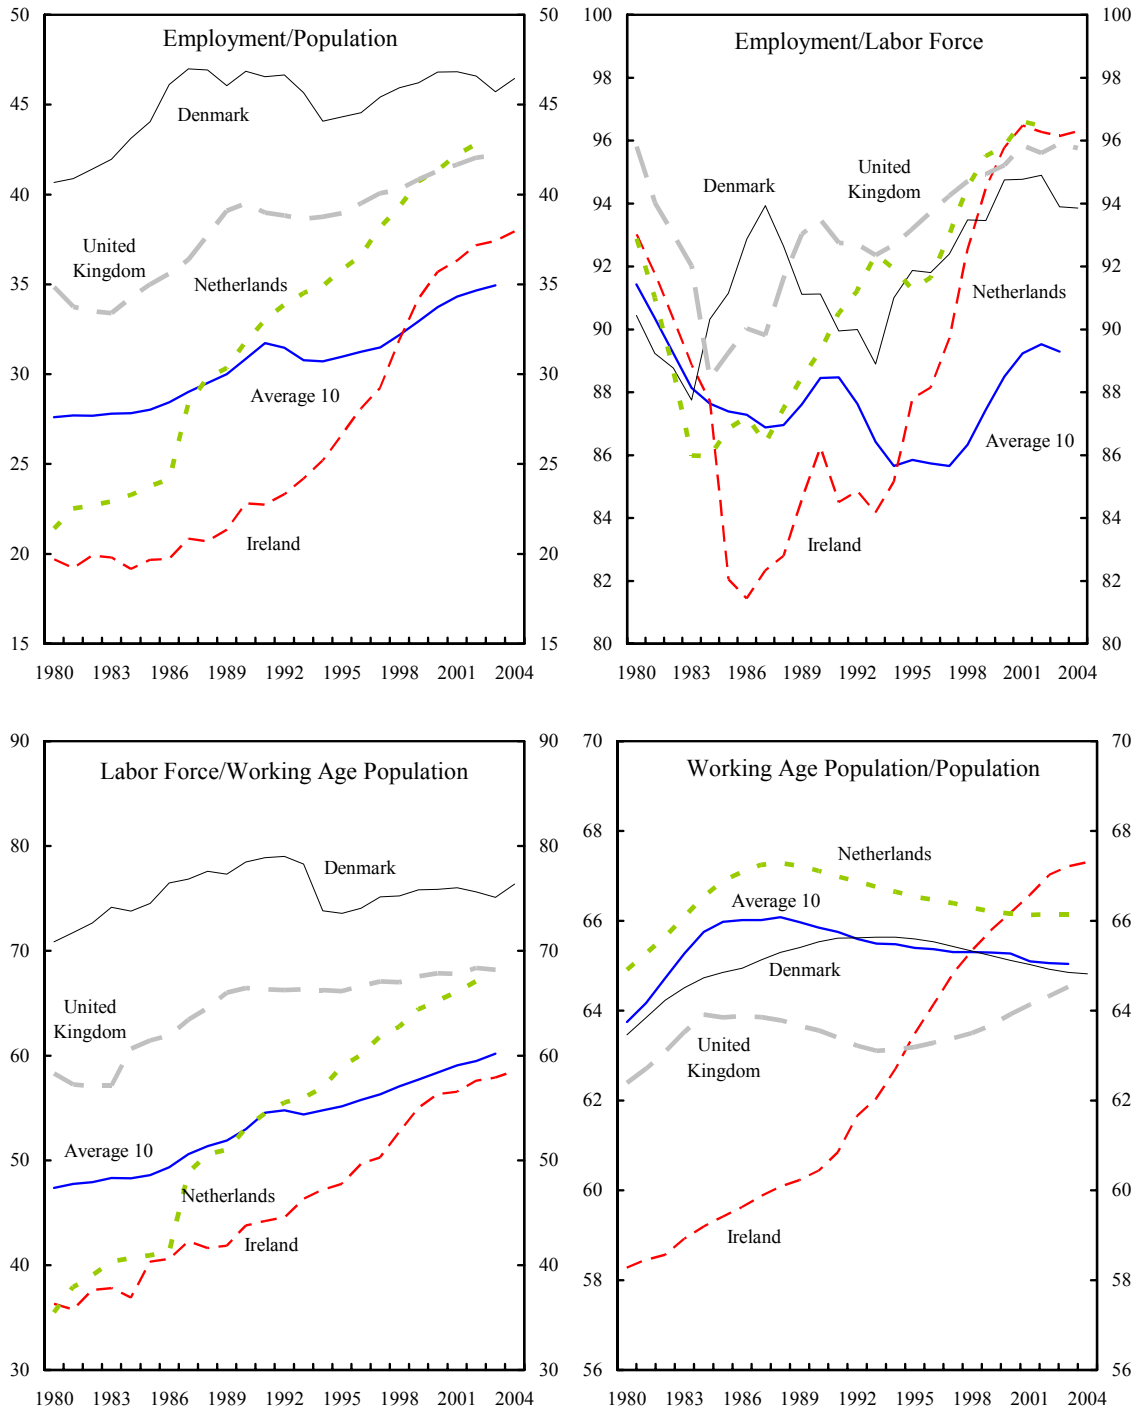 Employment/Population
50 50
45 45
40 40
35 35
30 30
25 25
20 20
15 15
Denmark
United
Kingdom
Netherlands
Average 10
Ireland
1980 1983 1986 1989 1992 1995 1998 2001 2004
Employment/Labor Force
100 100
98 98
96 96
94 94
92 92
90 90
88 88
86 86
84 84
82 82
80 80
United
Kingdom
Denmark
Netherlands
Average 10
Ireland
1980 1983 1986 1989 1992 1995 1998 2001 2004
Labor Force/Working Age Population
90 90
80 80
70 70
60 60
50 50
40 40
30 30
Denmark
United
Kingdom
Average 10
Netherlands
Ireland
1980 1983 1986 1989 1992 1995 1998 2001 2004
Working Age Population/Population
70 70
68 68
66 66
64 64
62 62
60 60
58 58
56 56
Netherlands
Average 10
Denmark
United
Kingdom
Ireland
1980 1983 1986 1989 1992 1995 1998 2001 2004